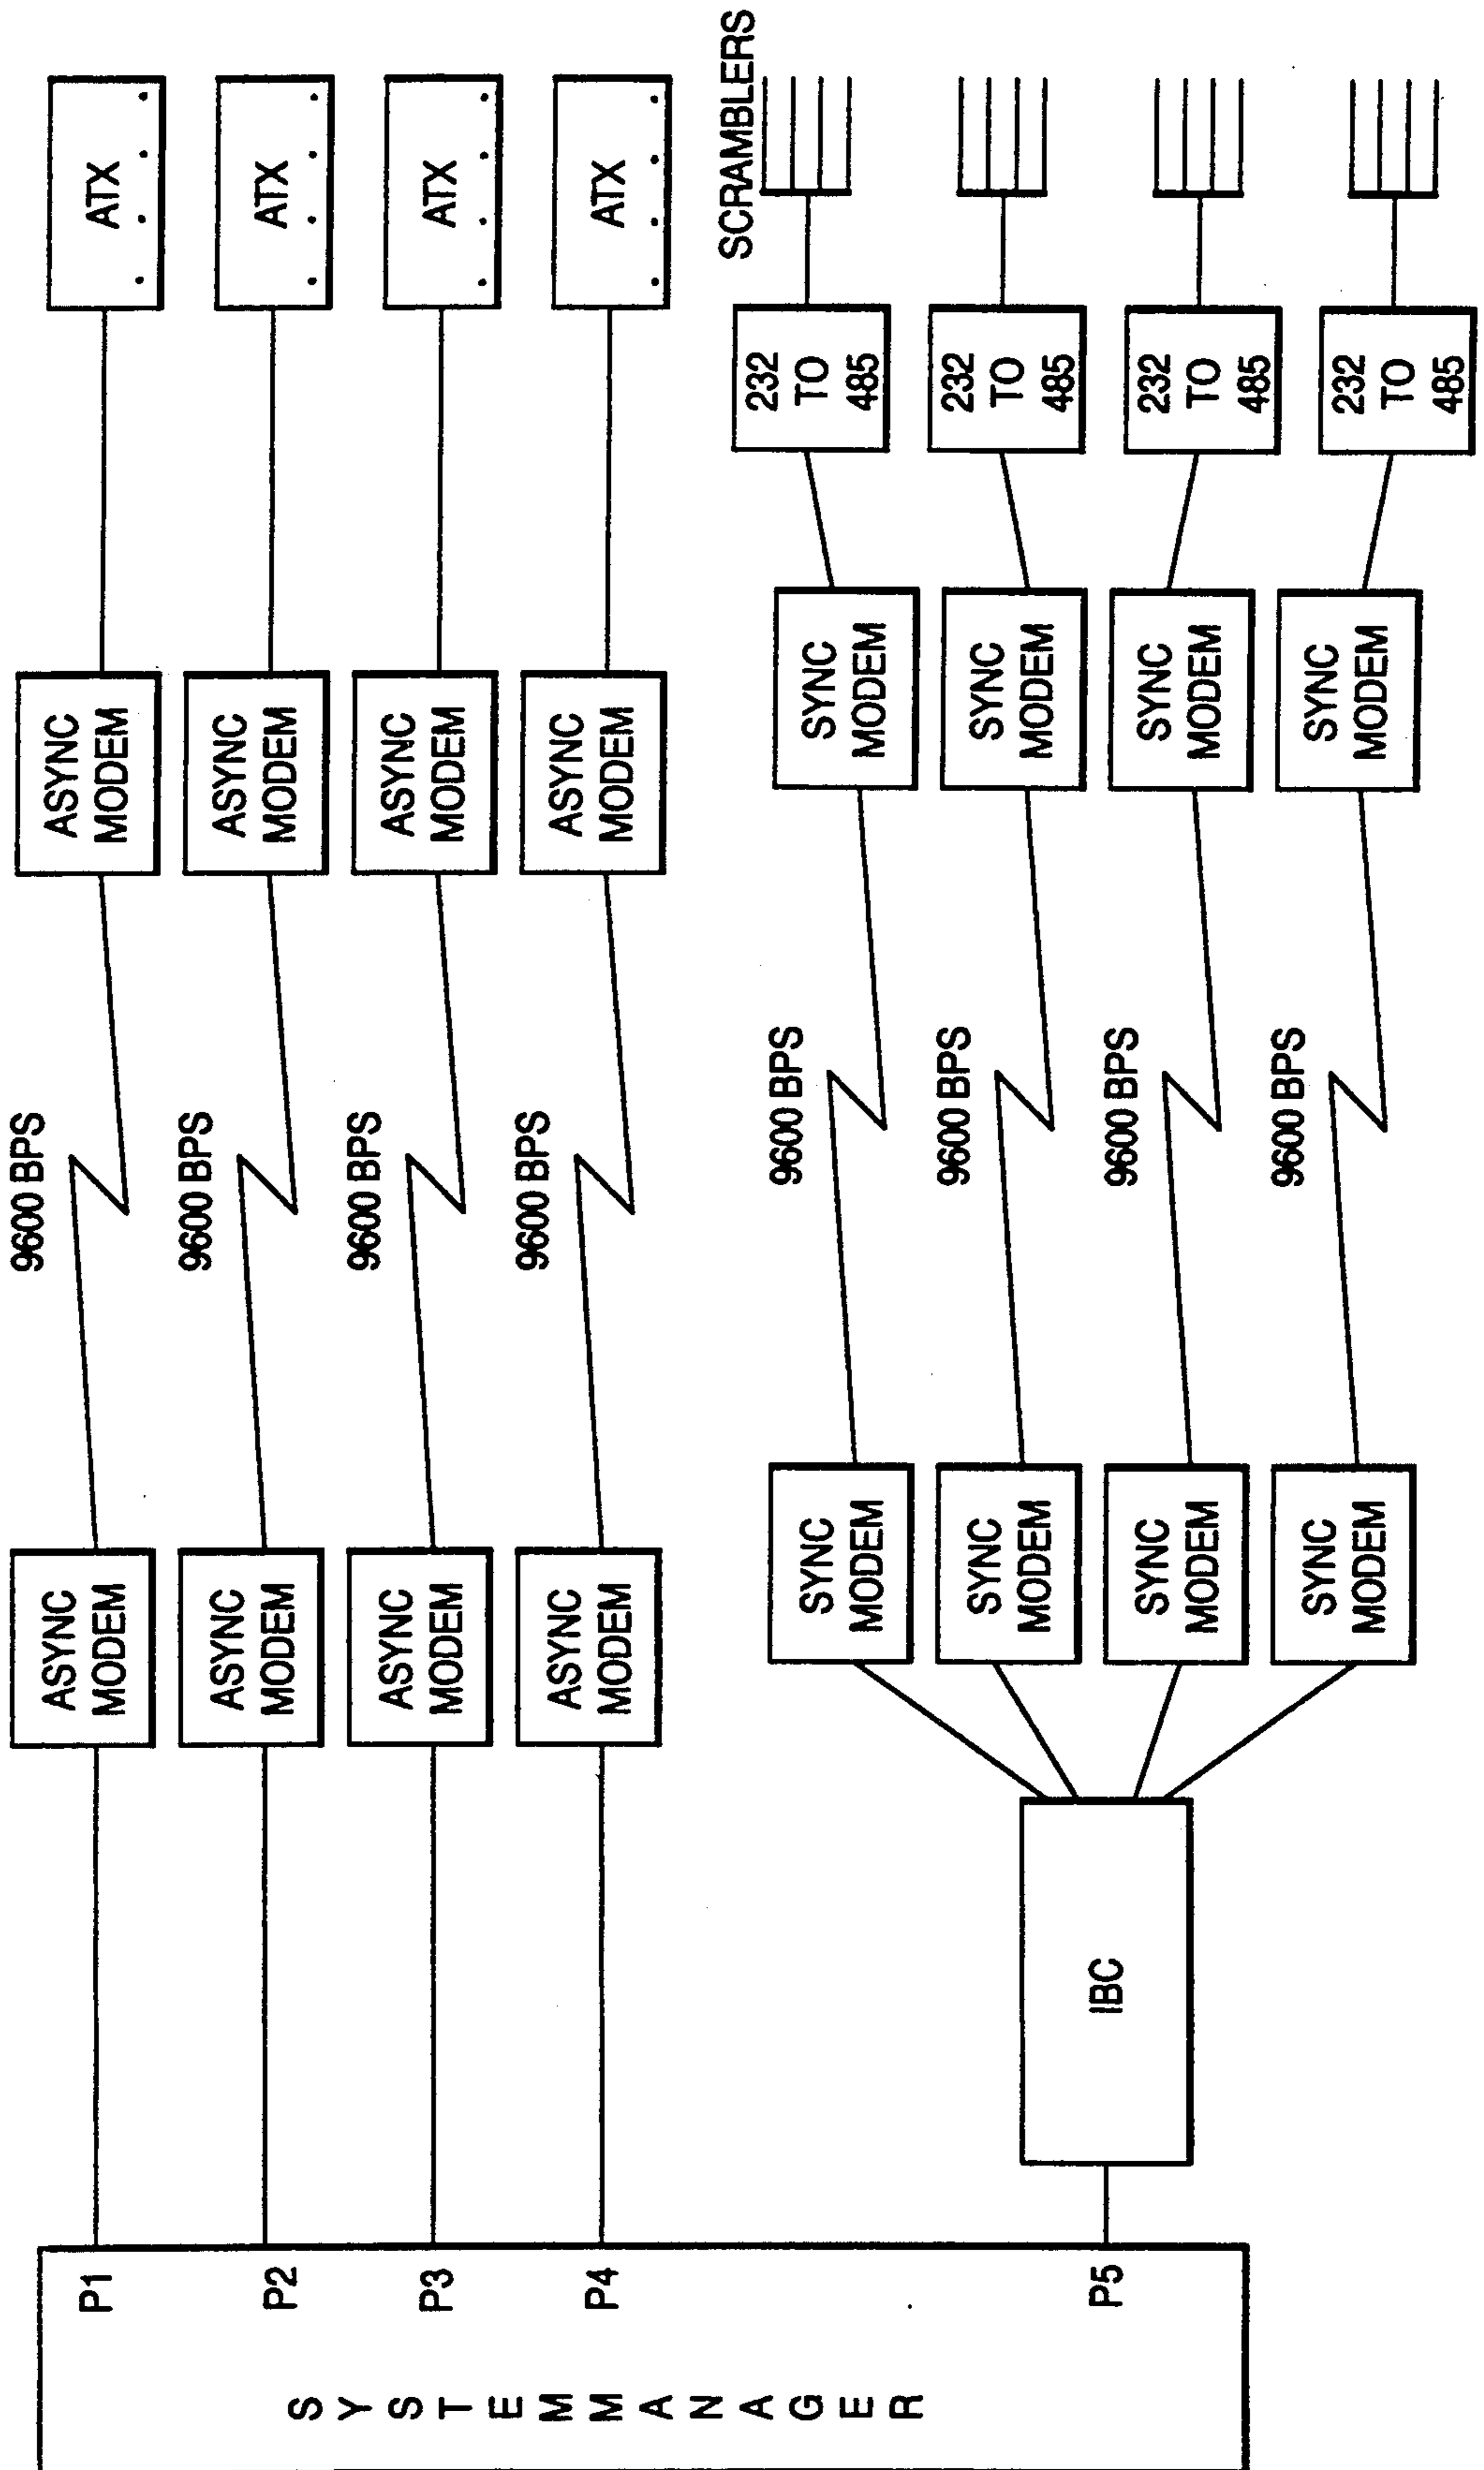 SYSTEM MANAGER
P1
P2
P3
P4
P5
ASYNC
MODEM
9600 BPS
ASYNC
MODEM
ATX
ASYNC
MODEM
9600 BPS
ASYNC
MODEM
ATX
ASYNC
MODEM
9600 BPS
ASYNC
MODEM
ATX
ASYNC
MODEM
9600 BPS
ASYNC
MODEM
ATX
IBC
SCRAMBLERS
SYNC
MODEM
9600 BPS
SYNC
MODEM
232
TO
485
SYNC
MODEM
9600 BPS
SYNC
MODEM
232
TO
485
SYNC
MODEM
9600 BPS
SYNC
MODEM
232
TO
485
SYNC
MODEM
9600 BPS
SYNC
MODEM
232
TO
485